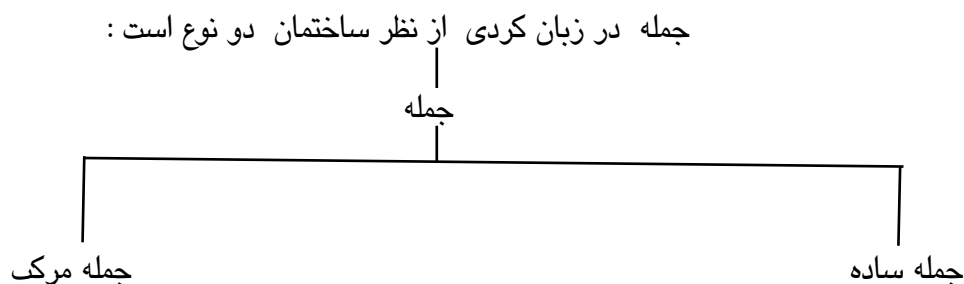 جمله در زبان کردی از نظر ساختمان دو نوع است :
جمله
جمله ساده
جمله مرکب